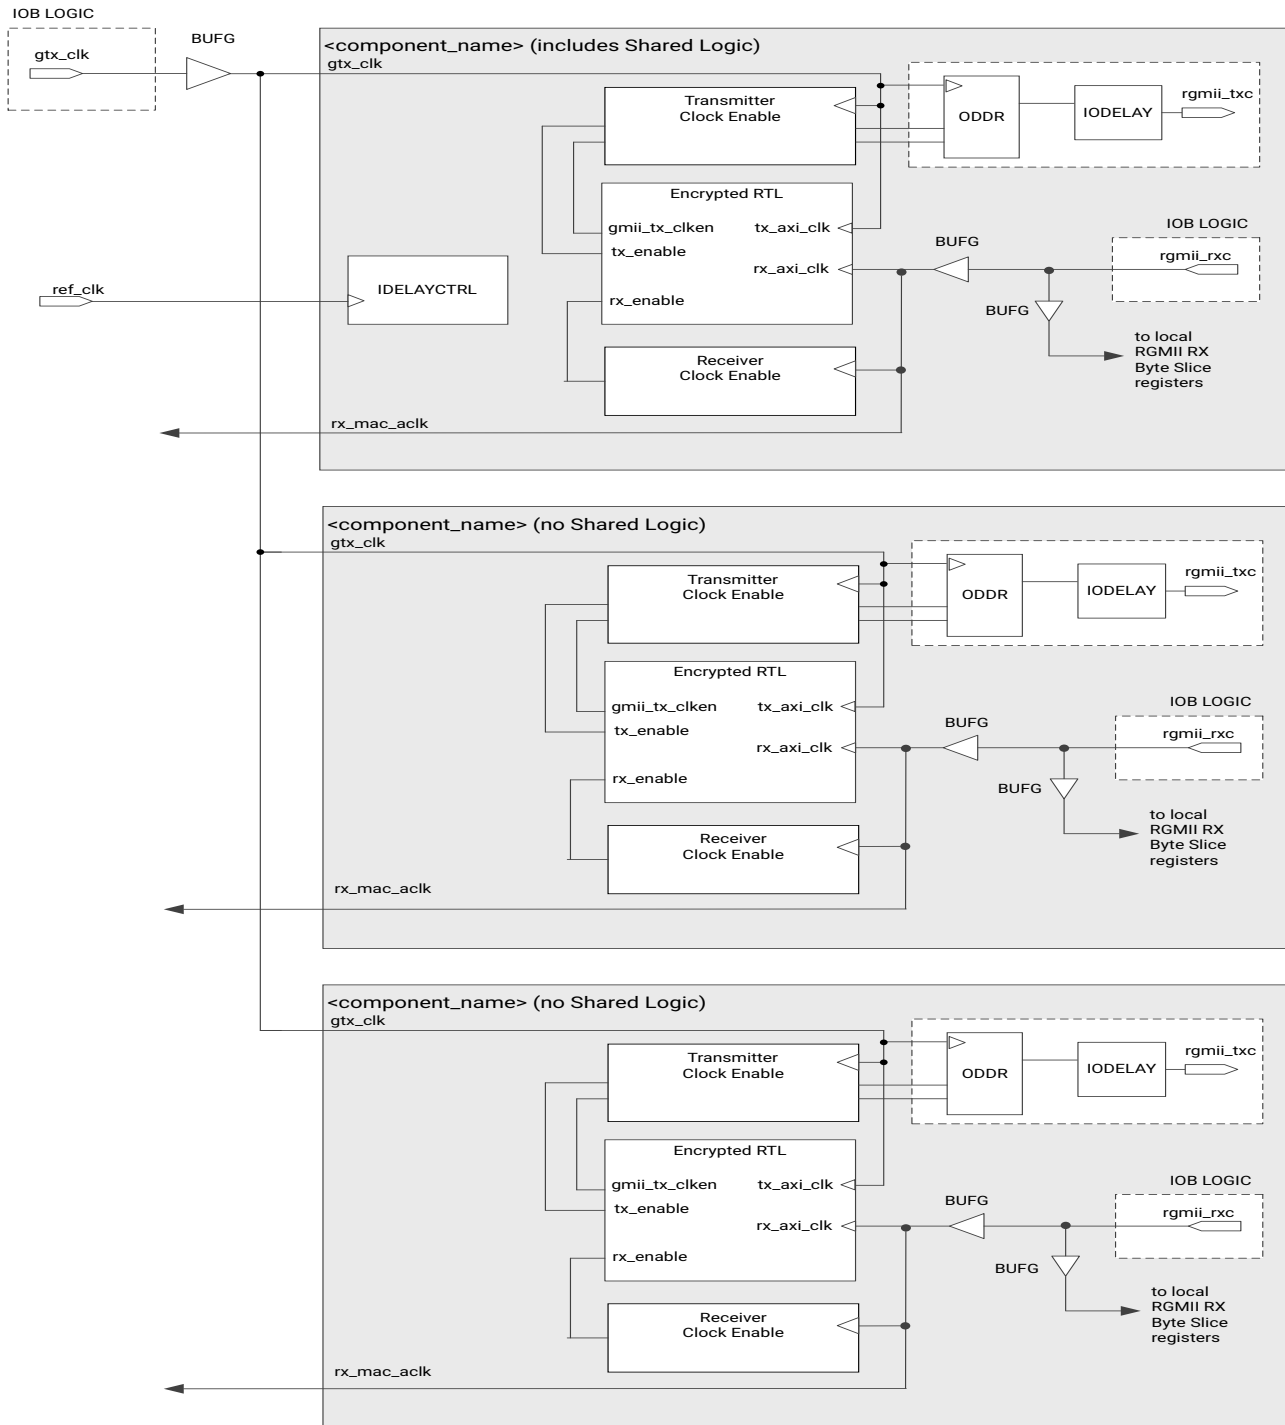 IOB LOGIC
gtx_clk
BUFG
<component_name> (includes Shared Logic)
gtx_clk
Transmitter
Clock Enable
ODDR
IODELAY
rgmii_txc
Encrypted RTL
gmii_tx_clken
tx_axi_clk
tx_enable
rx_axi_clk
rx_enable
BUFG
IOB LOGIC
rgmii_rxc
BUFG
to local
RGMII RX
Byte Slice
registers
ref_clk
IDELAYCTRL
Receiver
Clock Enable
rx_mac_aclk
<component_name> (no Shared Logic)
gtx_clk
Transmitter
Clock Enable
ODDR
IODELAY
rgmii_txc
Encrypted RTL
gmii_tx_clken
tx_axi_clk
tx_enable
rx_axi_clk
rx_enable
BUFG
IOB LOGIC
rgmii_rxc
BUFG
to local
RGMII RX
Byte Slice
registers
Receiver
Clock Enable
rx_mac_aclk
<component_name> (no Shared Logic)
gtx_clk
Transmitter
Clock Enable
ODDR
IODELAY
rgmii_txc
Encrypted RTL
gmii_tx_clken
tx_axi_clk
tx_enable
rx_axi_clk
rx_enable
BUFG
IOB LOGIC
rgmii_rxc
BUFG
to local
RGMII RX
Byte Slice
registers
Receiver
Clock Enable
rx_mac_aclk